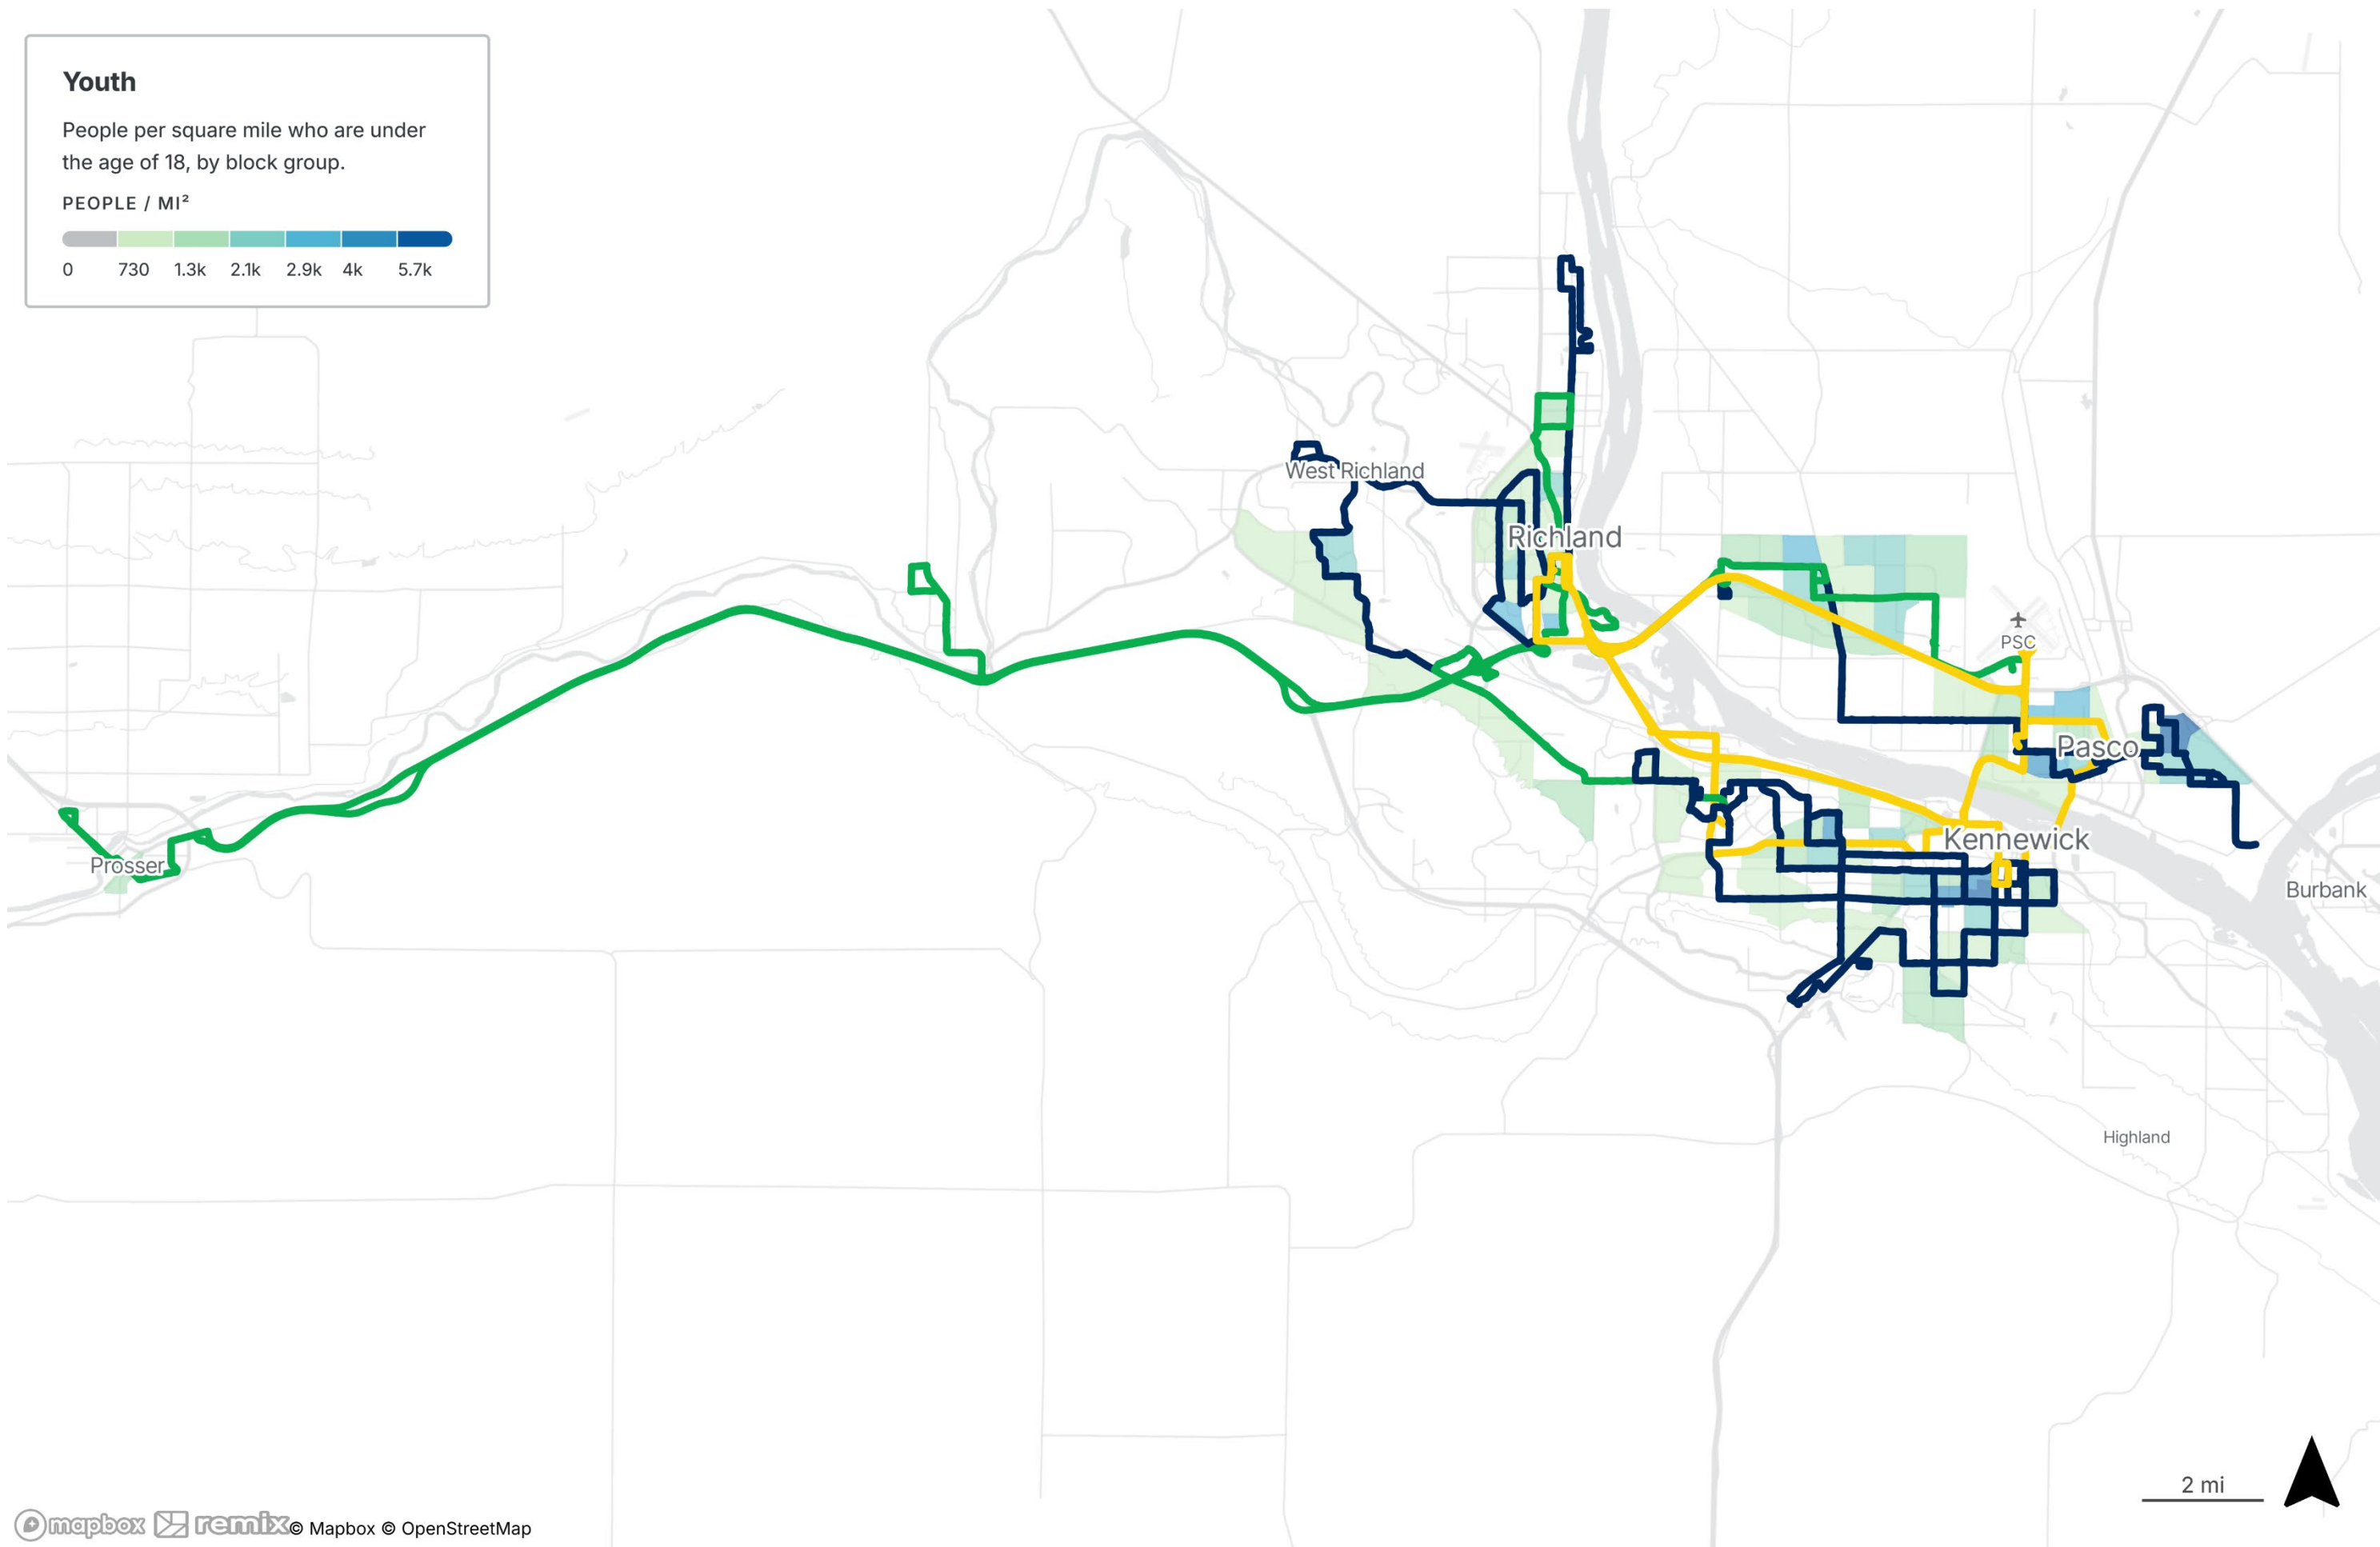 Youth
People per square mile who are under
the age of 18, by block group.
PEOPLE / MI²
0 730 1.3k 2.1k 2.9k 4k 5.7k
West Richland
Richland
PSC
Pasco
Kennewick
Prosser
Burbank
Highland
2 mi
mapbox remix © Mapbox © OpenStreetMap